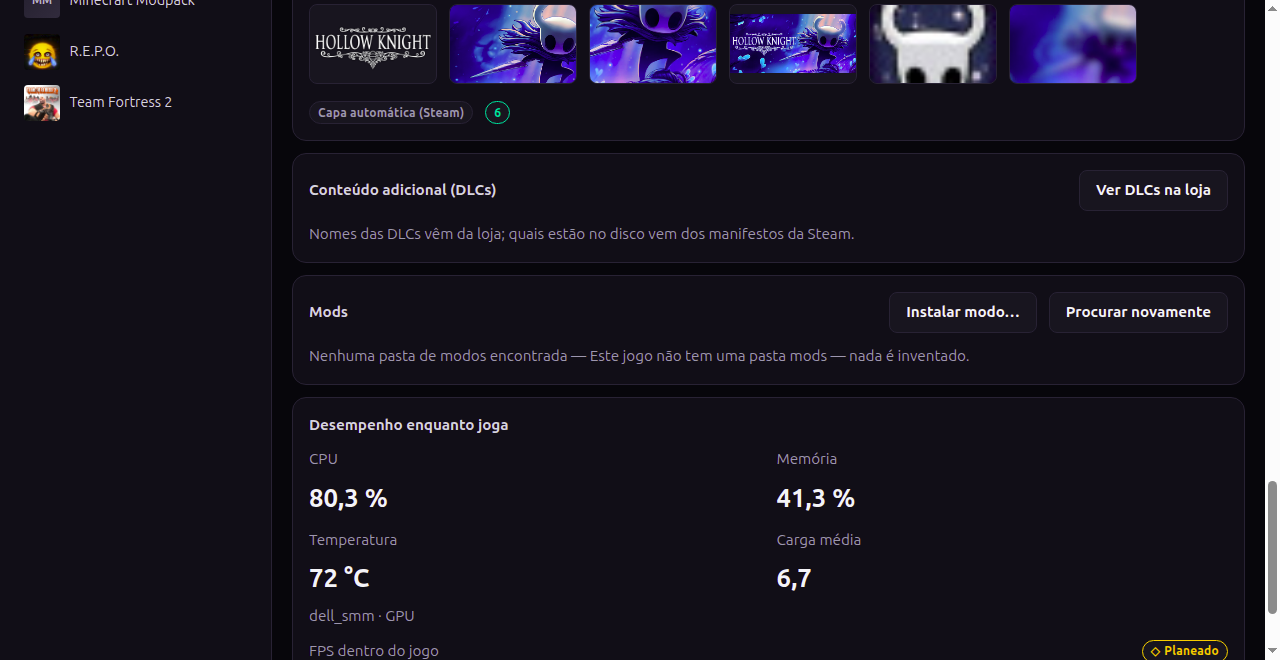 MM Minecraft Modpack
R.E.P.O.
Team Fortress 2
HOLLOW KNIGHT
HOLLOW KNIGHT
Capa automática (Steam) 6
Conteúdo adicional (DLCs)
Ver DLCs na loja
Nomes das DLCs vêm da loja; quais estão no disco vem dos manifestos da Steam.
Mods
Instalar modo…
Procurar novamente
Nenhuma pasta de modos encontrada — Este jogo não tem uma pasta mods — nada é inventado.
Desempenho enquanto joga
CPU
Memória
80,3 %
41,3 %
Temperatura
Carga média
72 °C
6,7
dell_smm · GPU
FPS dentro do jogo
◇ Planeado